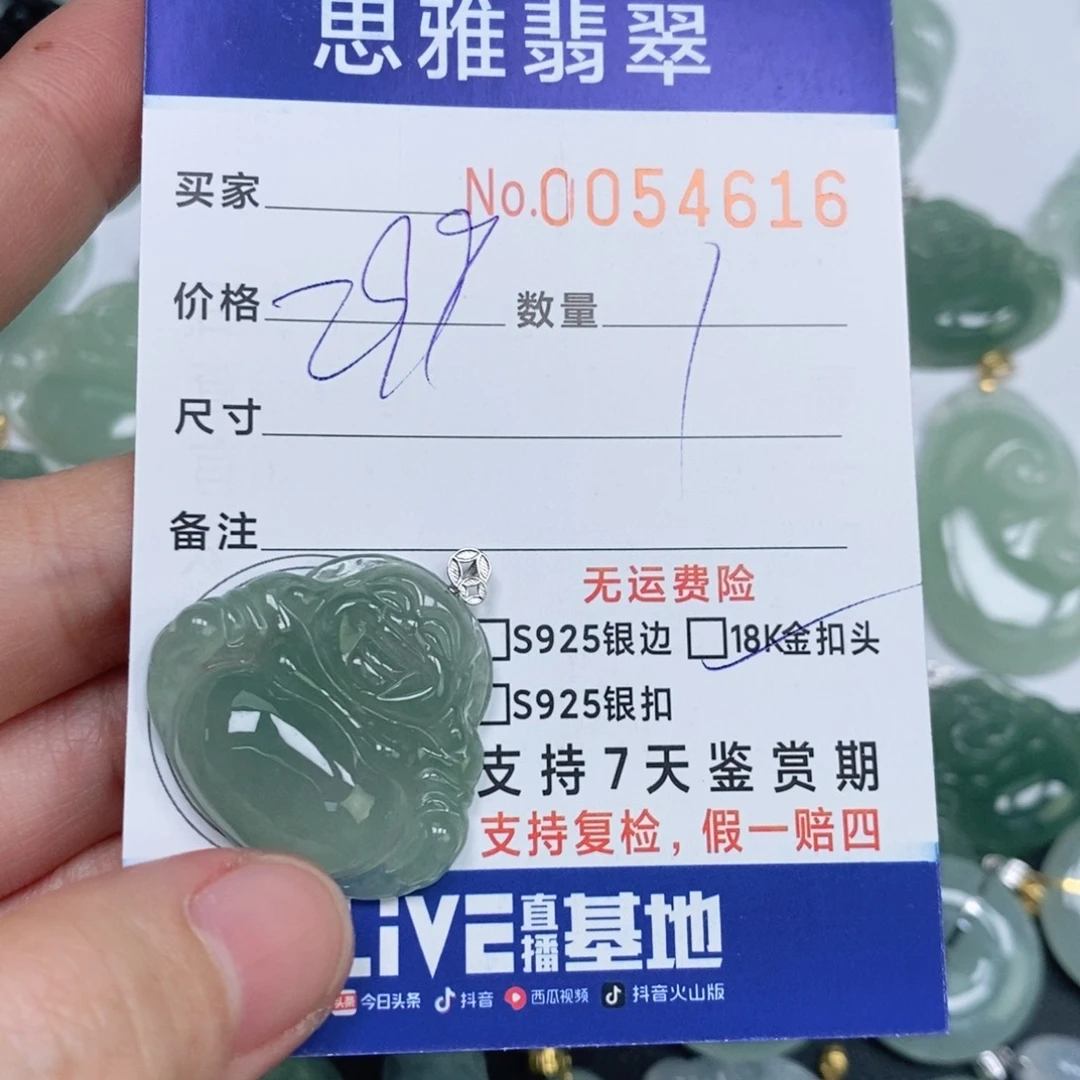 思雅翡翠
买家 No.0054616
价格 数量 1
尺寸
备注
无运费险
S925银边 18K金扣头
S925银扣
支持7天鉴赏期
支持复检，假一赔四
LiVE直播基地
头条 今日头条 抖音 西瓜视频 抖音火山版